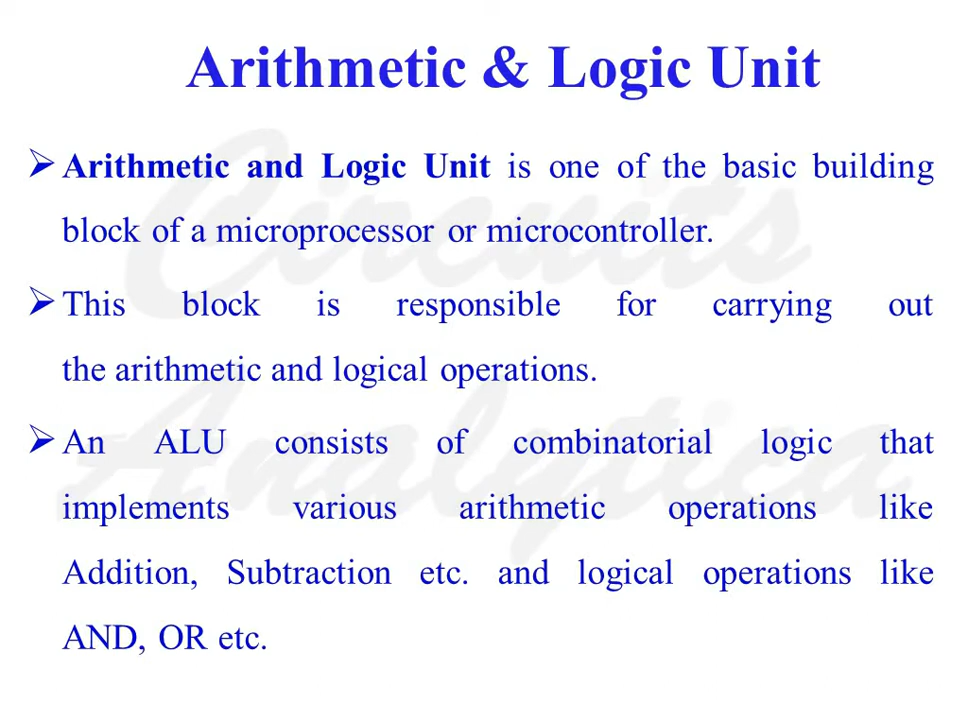 Arithmetic & Logic Unit
➢ Arithmetic and Logic Unit is one of the basic building
block of a microprocessor or microcontroller.
➢ This block is responsible for carrying out
the arithmetic and logical operations.
➢ An ALU consists of combinatorial logic that
implements various arithmetic operations like
Addition, Subtraction etc. and logical operations like
AND, OR etc.
Circuits
Analytica